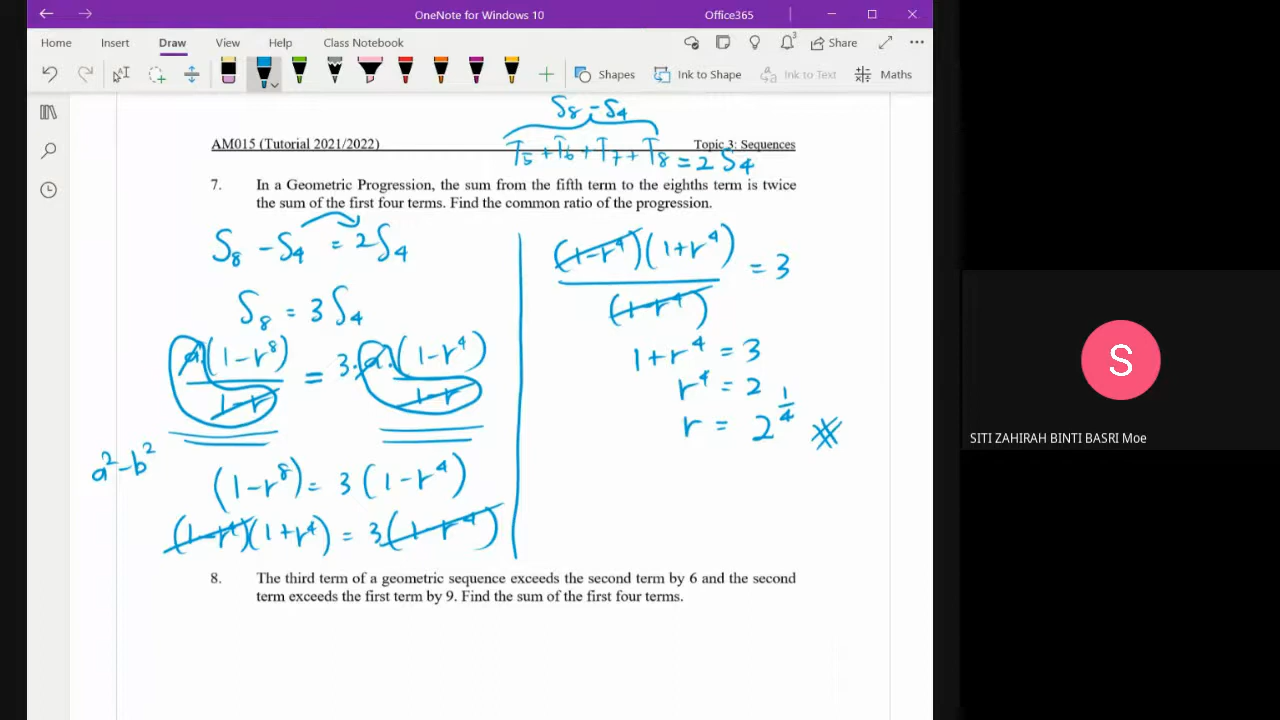 OneNote for Windows 10
Office365
Home Insert Draw View Help Class Notebook
Share
Shapes Ink to Shape Ink to Text Maths
S₈ - S₄
AM015 (Tutorial 2021/2022)
Topic 3: Sequences
T₅ + T₆ + T₇ + T₈ = 2 S₄
7. In a Geometric Progression, the sum from the fifth term to the eighths term is twice
the sum of the first four terms. Find the common ratio of the progression.
S₈ - S₄ = 2S₄
S₈ = 3 S₄
a(1-r⁸) / 1-r = 3·a·(1-r⁴) / 1-r
a²-b²
(1-r⁸) = 3(1-r⁴)
(1-r⁴)(1+r⁴) = 3(1-r⁴)
(1-r⁴)(1+r⁴) / (1-r⁴) = 3
1+r⁴ = 3
r⁴ = 2
r = 2^(1/4)
8. The third term of a geometric sequence exceeds the second term by 6 and the second
term exceeds the first term by 9. Find the sum of the first four terms.
S
SITI ZAHIRAH BINTI BASRI Moe